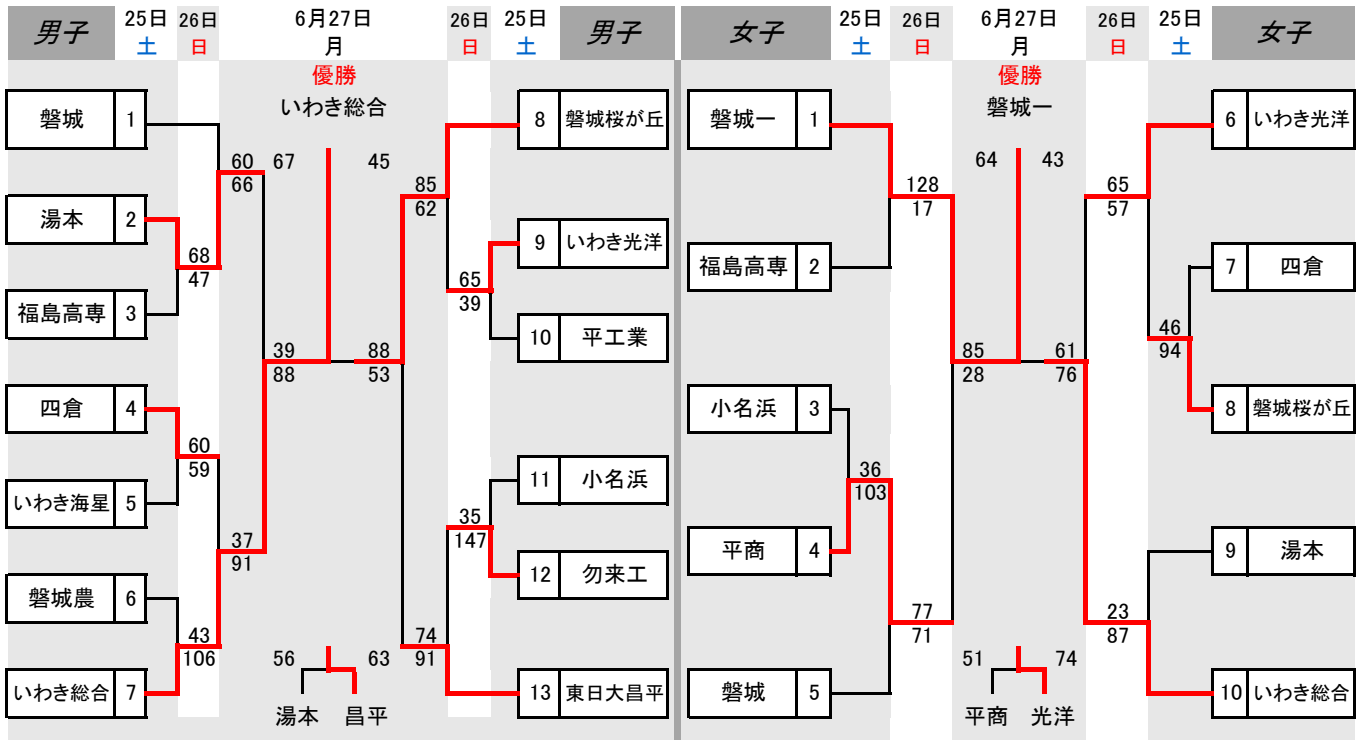 男子 25日 26日 6月27日 26日 25日 男子 女子 25日 26日 6月27日 26日 25日 女子
土 日 月 日 土 土 日 月 日 土
優勝 優勝
いわき総合 磐城一
磐城 1
湯本 2
福島高専 3
四倉 4
いわき海星 5
磐城農 6
いわき総合 7
60
66
68
47
60
59
37
91
43
106
67 45
39
88
88
53
56 63
湯本 昌平
85
62
65
39
35
147
74
91
8 磐城桜が丘
9 いわき光洋
10 平工業
11 小名浜
12 勿来工
13 東日大昌平
磐城一 1
福島高専 2
小名浜 3
平商 4
磐城 5
128
17
36
103
77
71
64 43
85
28
61
76
51 74
平商 光洋
65
57
46
94
23
87
6 いわき光洋
7 四倉
8 磐城桜が丘
9 湯本
10 いわき総合